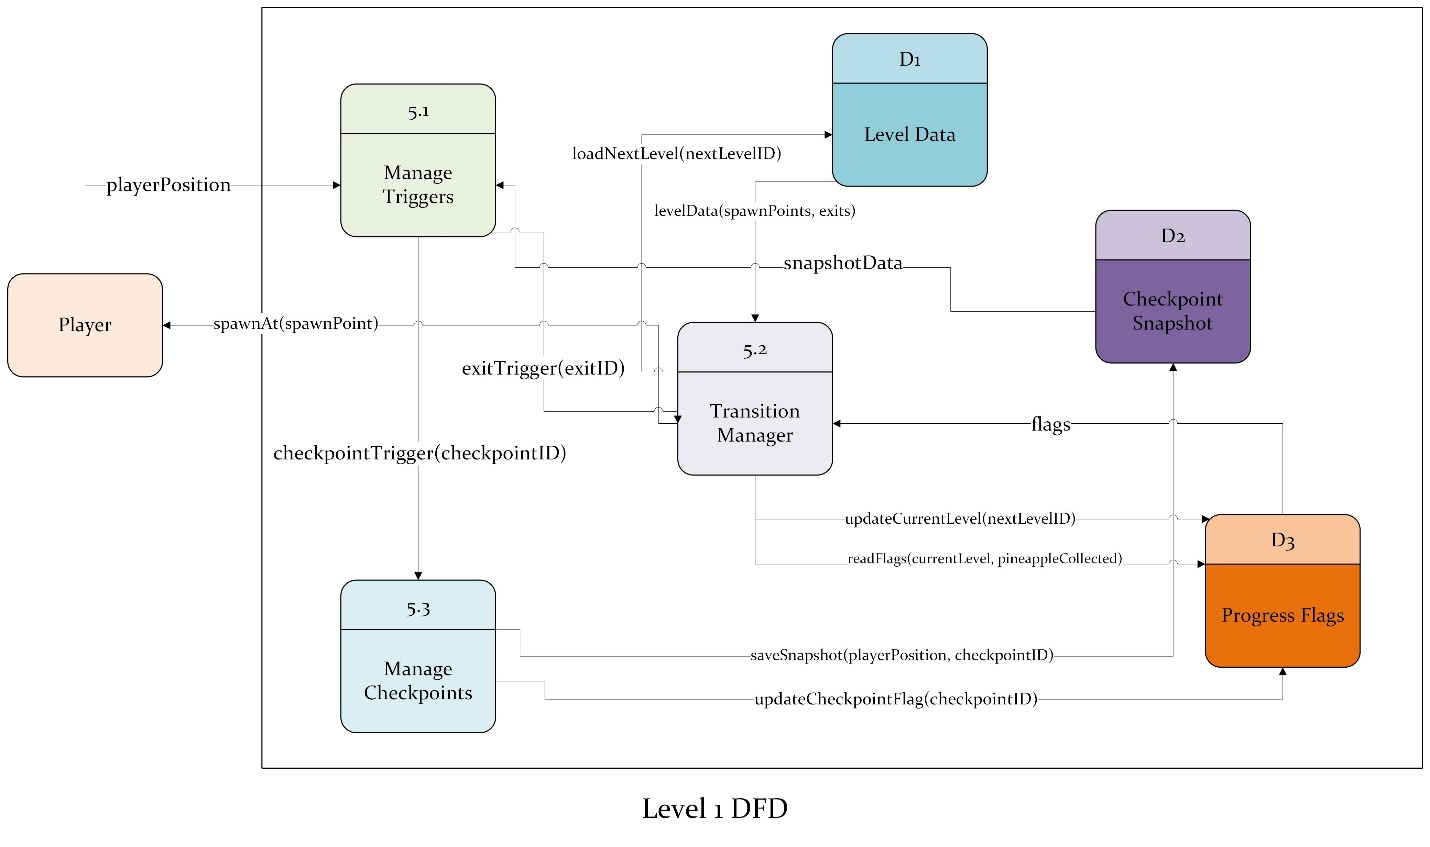 D1
Level Data
5.1
Manage
Triggers
loadNextLevel(nextLevelID)
playerPosition
levelData(spawnPoints, exits)
D2
Checkpoint
Snapshot
snapshotData
Player
spawnAt(spawnPoint)
5.2
Transition
Manager
exitTrigger(exitID)
flags
checkpointTrigger(checkpointID)
updateCurrentLevel(nextLevelID)
readFlags(currentLevel, pineappleCollected)
D3
Progress Flags
5.3
Manage
Checkpoints
saveSnapshot(playerPosition, checkpointID)
updateCheckpointFlag(checkpointID)
Level 1 DFD